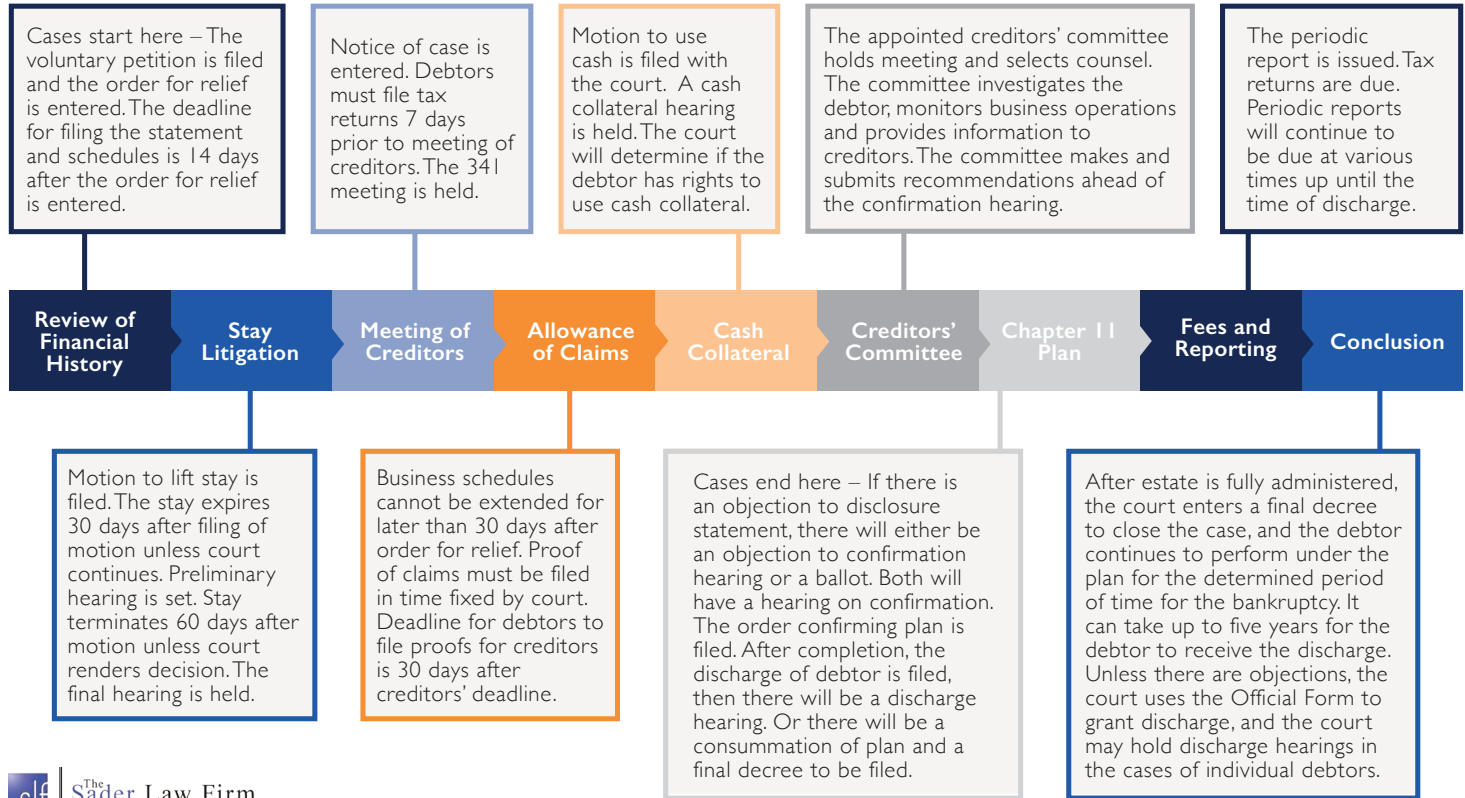 Cases start here – The
voluntary petition is filed
and the order for relief
is entered. The deadline
for filing the statement
and schedules is 14 days
after the order for relief
is entered.
Notice of case is
entered. Debtors
must file tax
returns 7 days
prior to meeting of
creditors. The 341
meeting is held.
Motion to use
cash is filed with
the court. A cash
collateral hearing
is held. The court
will determine if the
debtor has rights to
use cash collateral.
The appointed creditors’ committee
holds meeting and selects counsel.
The committee investigates the
debtor, monitors business operations
and provides information to
creditors. The committee makes and
submits recommendations ahead of
the confirmation hearing.
The periodic
report is issued. Tax
returns are due.
Periodic reports
will continue to
be due at various
times up until the
time of discharge.
Review of
Financial
History
Stay
Litigation
Meeting of
Creditors
Allowance
of Claims
Cash
Collateral
Creditors’
Committee
Chapter 11
Plan
Fees and
Reporting
Conclusion
Motion to lift stay is
filed. The stay expires
30 days after filing of
motion unless court
continues. Preliminary
hearing is set. Stay
terminates 60 days after
motion unless court
renders decision. The
final hearing is held.
Business schedules
cannot be extended for
later than 30 days after
order for relief. Proof
of claims must be filed
in time fixed by court.
Deadline for debtors to
file proofs for creditors
is 30 days after
creditors’ deadline.
Cases end here – If there is
an objection to disclosure
statement, there will either be
an objection to confirmation
hearing or a ballot. Both will
have a hearing on confirmation.
The order confirming plan is
filed. After completion, the
discharge of debtor is filed,
then there will be a discharge
hearing. Or there will be a
consummation of plan and a
final decree to be filed.
After estate is fully administered,
the court enters a final decree
to close the case, and the debtor
continues to perform under the
plan for the determined period
of time for the bankruptcy. It
can take up to five years for the
debtor to receive the discharge.
Unless there are objections, the
court uses the Official Form to
grant discharge, and the court
may hold discharge hearings in
the cases of individual debtors.
slf
The
Sader Law Firm